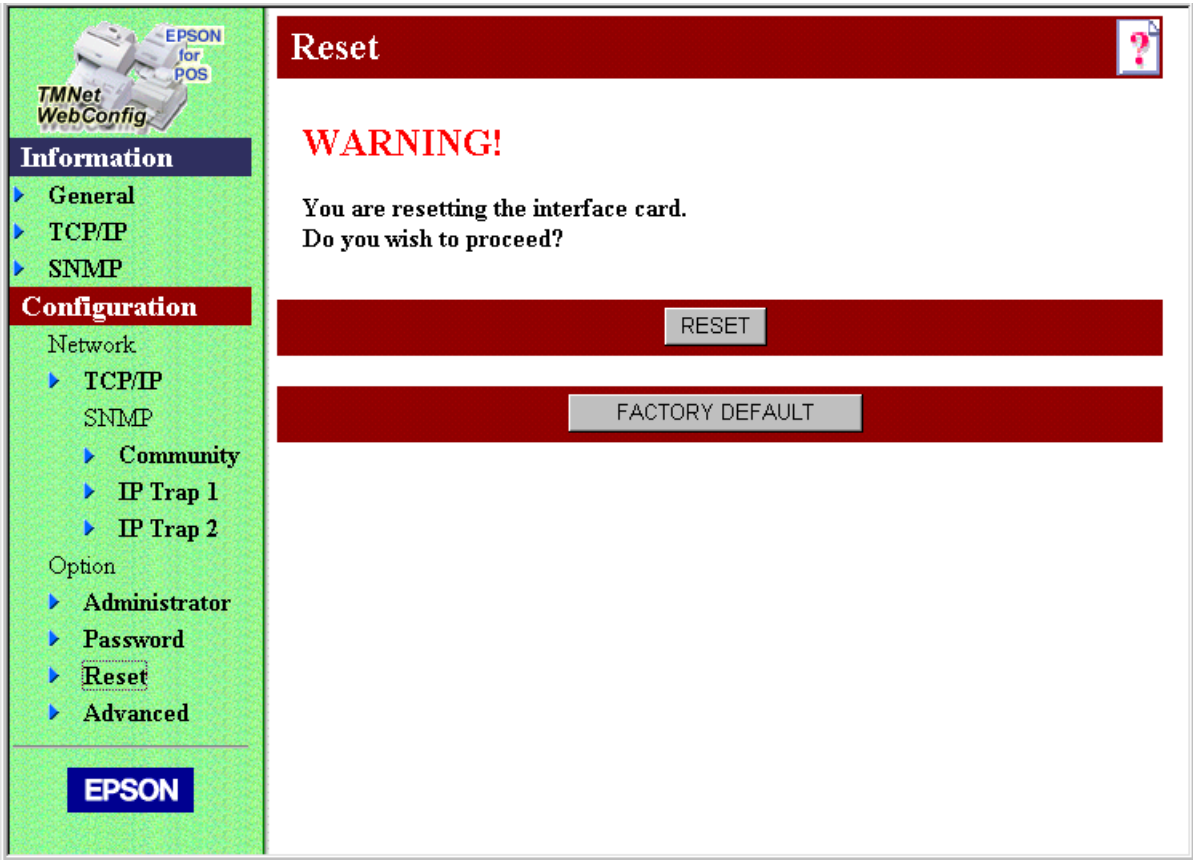 EPSON
for
POS
TMNet
WebConfig
Information
General
TCP/IP
SNMP
Configuration
Network
TCP/IP
SNMP
Community
IP Trap 1
IP Trap 2
Option
Administrator
Password
Reset
Advanced
EPSON
Reset
?
WARNING!
You are resetting the interface card.
Do you wish to proceed?
RESET
FACTORY DEFAULT